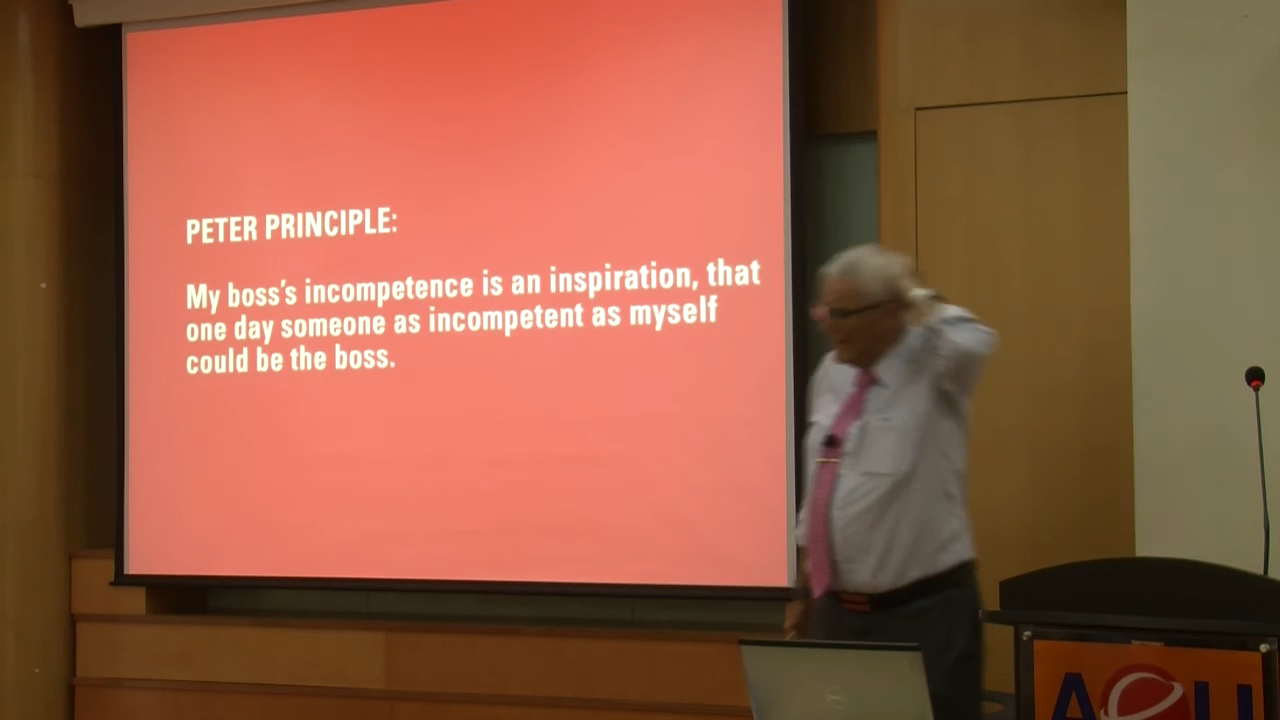 PETER PRINCIPLE:
My boss's incompetence is an inspiration, that
one day someone as incompetent as myself
could be the boss.